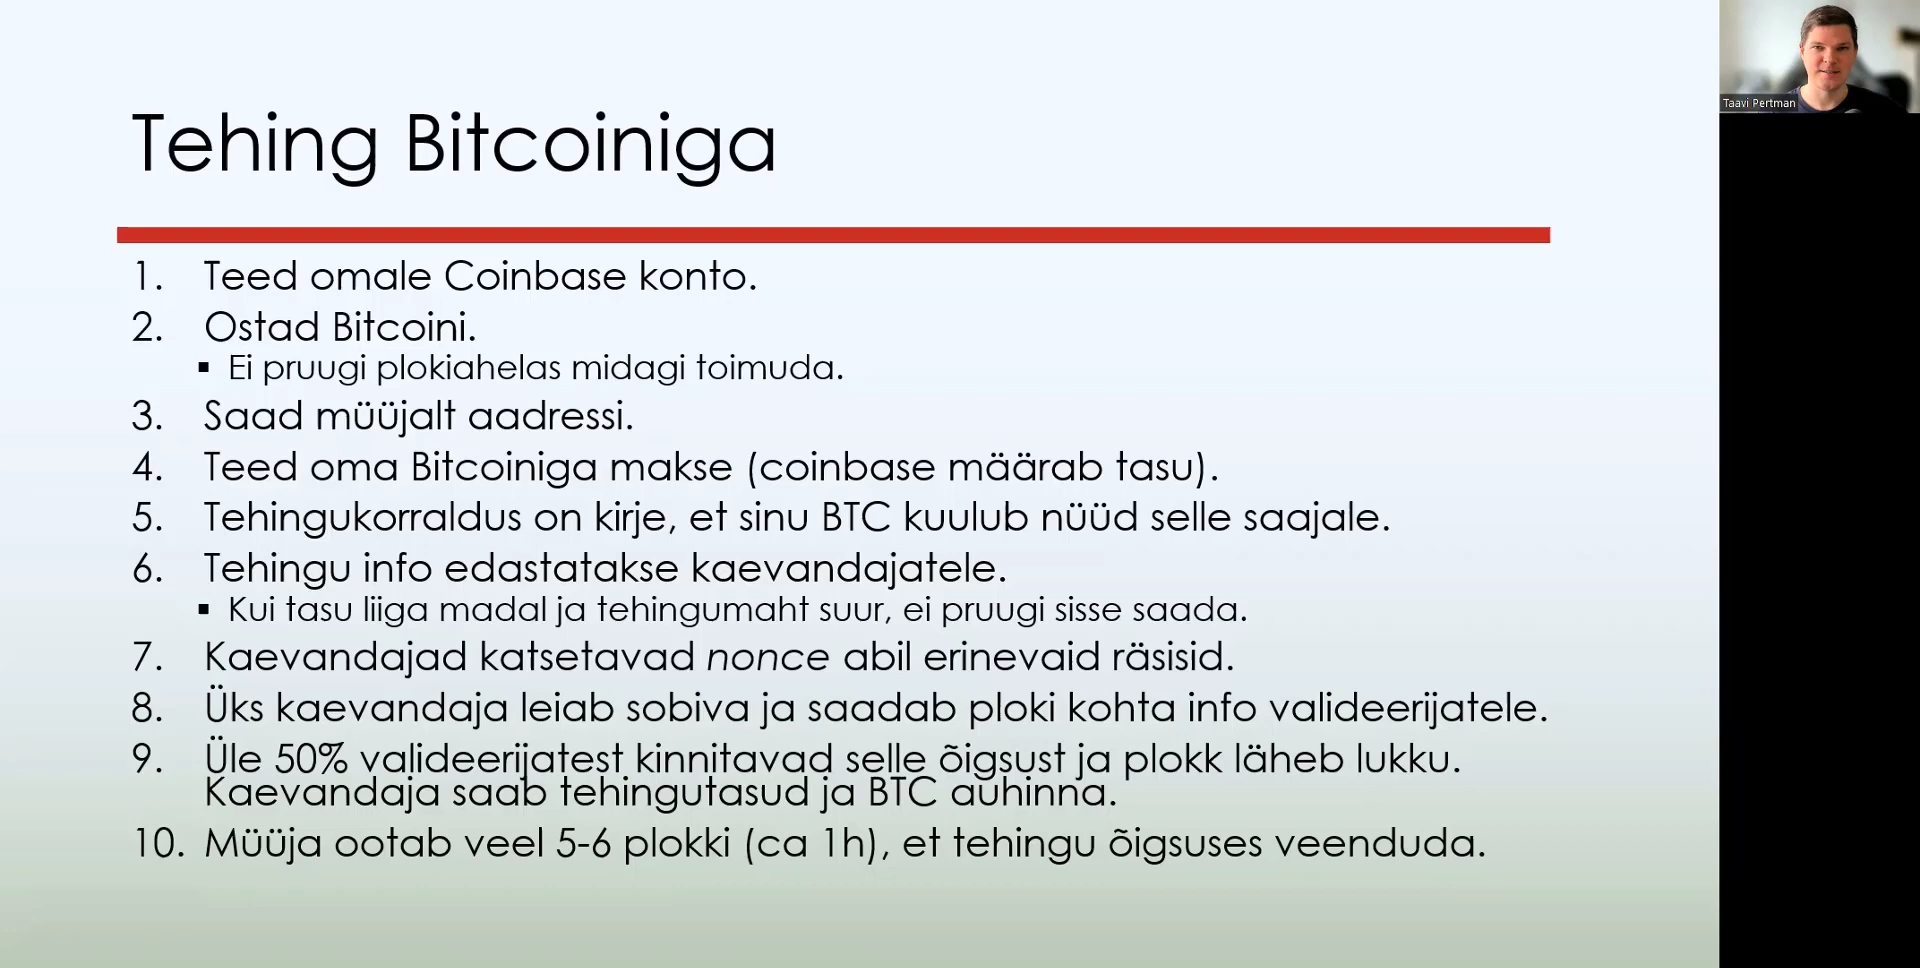 Tehing Bitcoiniga
1. Teed omale Coinbase konto.
2. Ostad Bitcoini.
▪ Ei pruugi plokiahelas midagi toimuda.
3. Saad müüjalt aadressi.
4. Teed oma Bitcoiniga makse (coinbase määrab tasu).
5. Tehingukorraldus on kirje, et sinu BTC kuulub nüüd selle saajale.
6. Tehingu info edastatakse kaevandajatele.
▪ Kui tasu liiga madal ja tehingumaht suur, ei pruugi sisse saada.
7. Kaevandajad katsetavad nonce abil erinevaid räsisid.
8. Üks kaevandaja leiab sobiva ja saadab ploki kohta info valideerijatele.
9. Üle 50% valideerijatest kinnitavad selle õigsust ja plokk läheb lukku.
Kaevandaja saab tehingutasud ja BTC auhinna.
10. Müüja ootab veel 5-6 plokki (ca 1h), et tehingu õigsuses veenduda.
Taavi Pertman